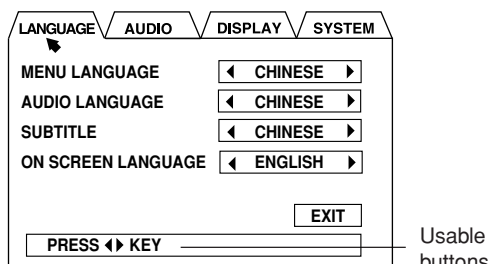 LANGUAGE AUDIO DISPLAY SYSTEM
MENU LANGUAGE ◀ CHINESE ▶
AUDIO LANGUAGE ◀ CHINESE ▶
SUBTITLE ◀ CHINESE ▶
ON SCREEN LANGUAGE ◀ ENGLISH ▶
EXIT
PRESS ◀▶ KEY
Usable
buttons